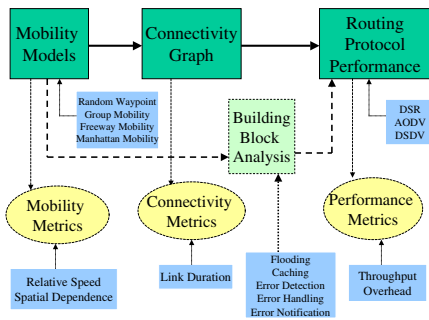 Mobility
Models
Connectivity
Graph
Routing
Protocol
Performance
Random Waypoint
Group Mobility
Freeway Mobility
Manhattan Mobility
Building
Block
Analysis
DSR
AODV
DSDV
Mobility
Metrics
Connectivity
Metrics
Performance
Metrics
Relative Speed
Spatial Dependence
Link Duration
Flooding
Caching
Error Detection
Error Handling
Error Notification
Throughput
Overhead